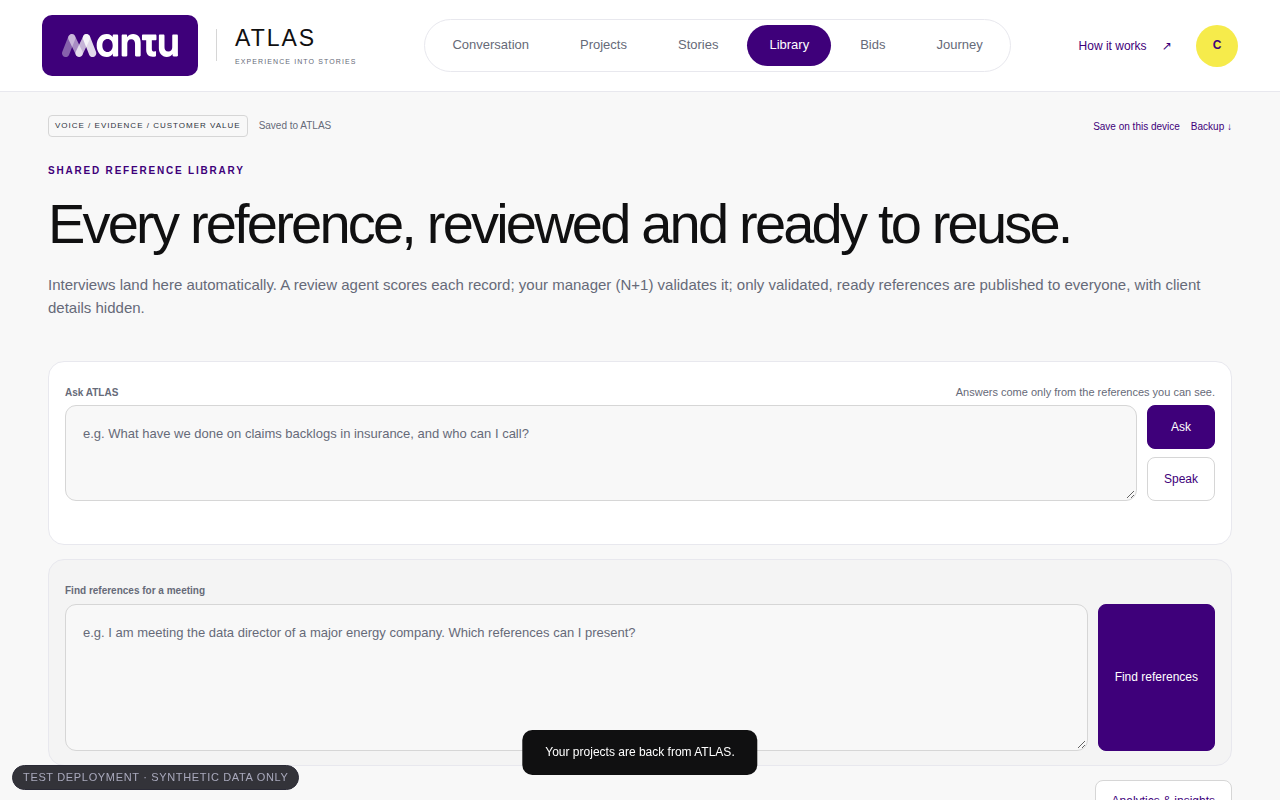 mantu
ATLAS
EXPERIENCE INTO STORIES
Conversation
Projects
Stories
Library
Bids
Journey
How it works ↗
C
VOICE / EVIDENCE / CUSTOMER VALUE
Saved to ATLAS
Save on this device
Backup ↓
SHARED REFERENCE LIBRARY
Every reference, reviewed and ready to reuse.
Interviews land here automatically. A review agent scores each record; your manager (N+1) validates it; only validated, ready references are published to everyone, with client
details hidden.
Ask ATLAS
Answers come only from the references you can see.
e.g. What have we done on claims backlogs in insurance, and who can I call?
Ask
Speak
Find references for a meeting
e.g. I am meeting the data director of a major energy company. Which references can I present?
Find references
Your projects are back from ATLAS.
TEST DEPLOYMENT · SYNTHETIC DATA ONLY
Analytics & insights